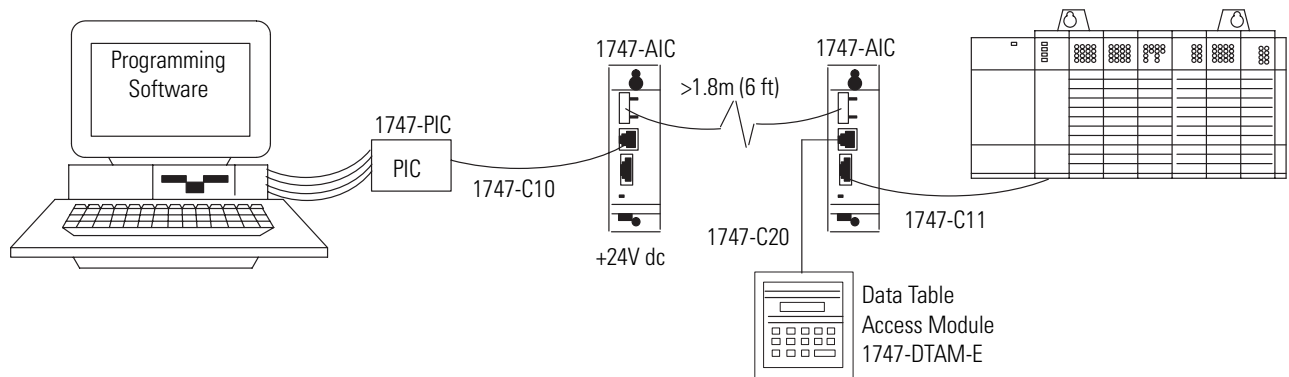 Programming
Software
1747-PIC
PIC
1747-C10
1747-AIC
+24V dc
>1.8m (6 ft)
1747-AIC
1747-C20
1747-C11
Data Table
Access Module
1747-DTAM-E